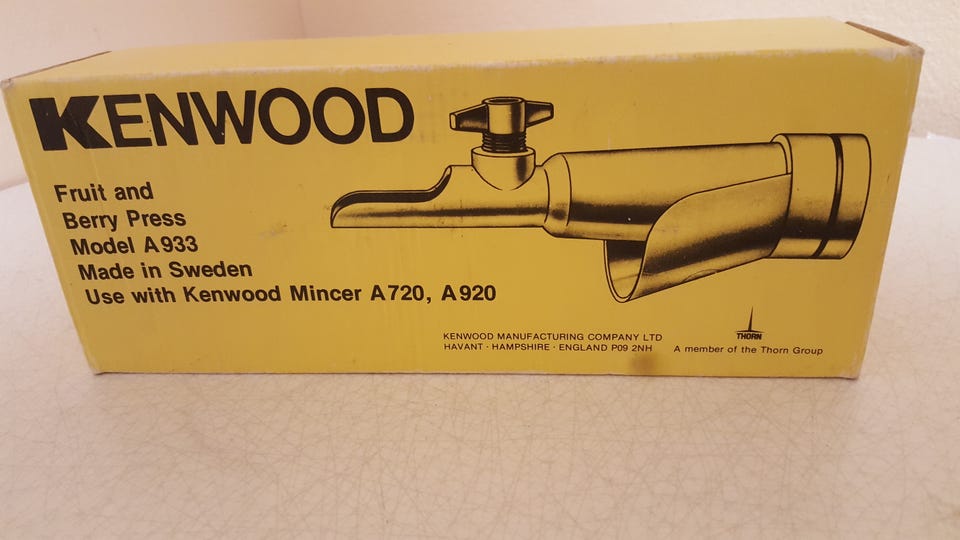 KENWOOD
Fruit and
Berry Press
Model A933
Made in Sweden
Use with Kenwood Mincer A720, A920
KENWOOD MANUFACTURING COMPANY LTD
HAVANT · HAMPSHIRE · ENGLAND P09 2NH
THORN
A member of the Thorn Group